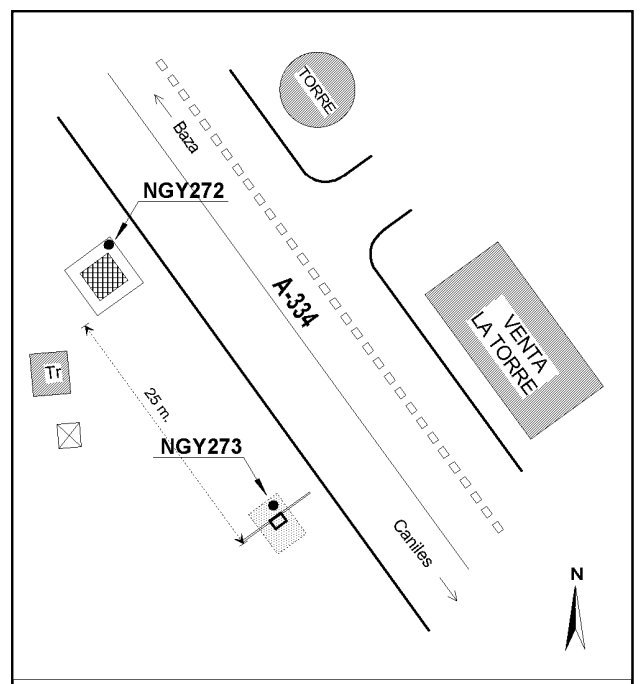 TORRE
Baza
NGY272
A-334
VENTA
LA TORRE
Tr
25 m.
NGY273
Caniles
N